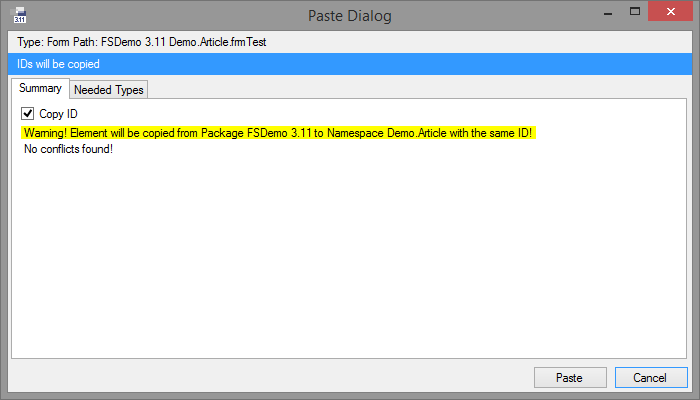 3.11
Paste Dialog
Type: Form Path: FSDemo 3.11 Demo.Article.frmTest
IDs will be copied
Summary
Needed Types
Copy ID
Warning! Element will be copied from Package FSDemo 3.11 to Namespace Demo.Article with the same ID!
No conflicts found!
Paste
Cancel